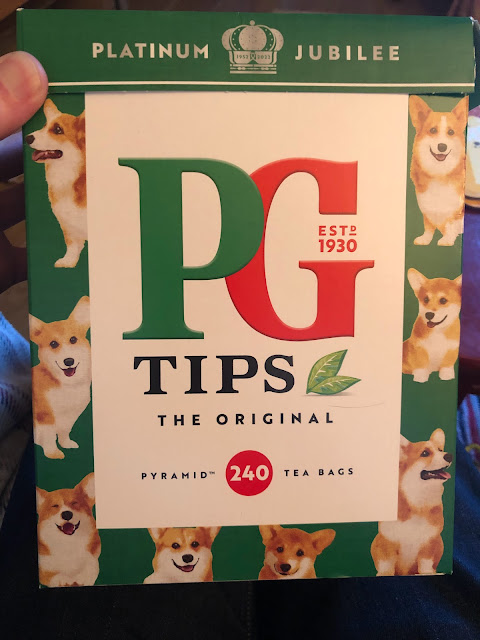 PLATINUM JUBILEE
1952 2022
PG
ESTD
1930
TIPS
THE ORIGINAL
PYRAMID™ 240 TEA BAGS